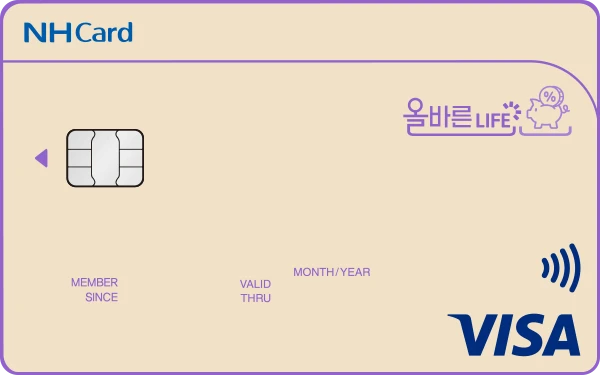 NHCard
올바른 LIFE
%
MONTH/YEAR
MEMBER
SINCE
VALID
THRU
VISA